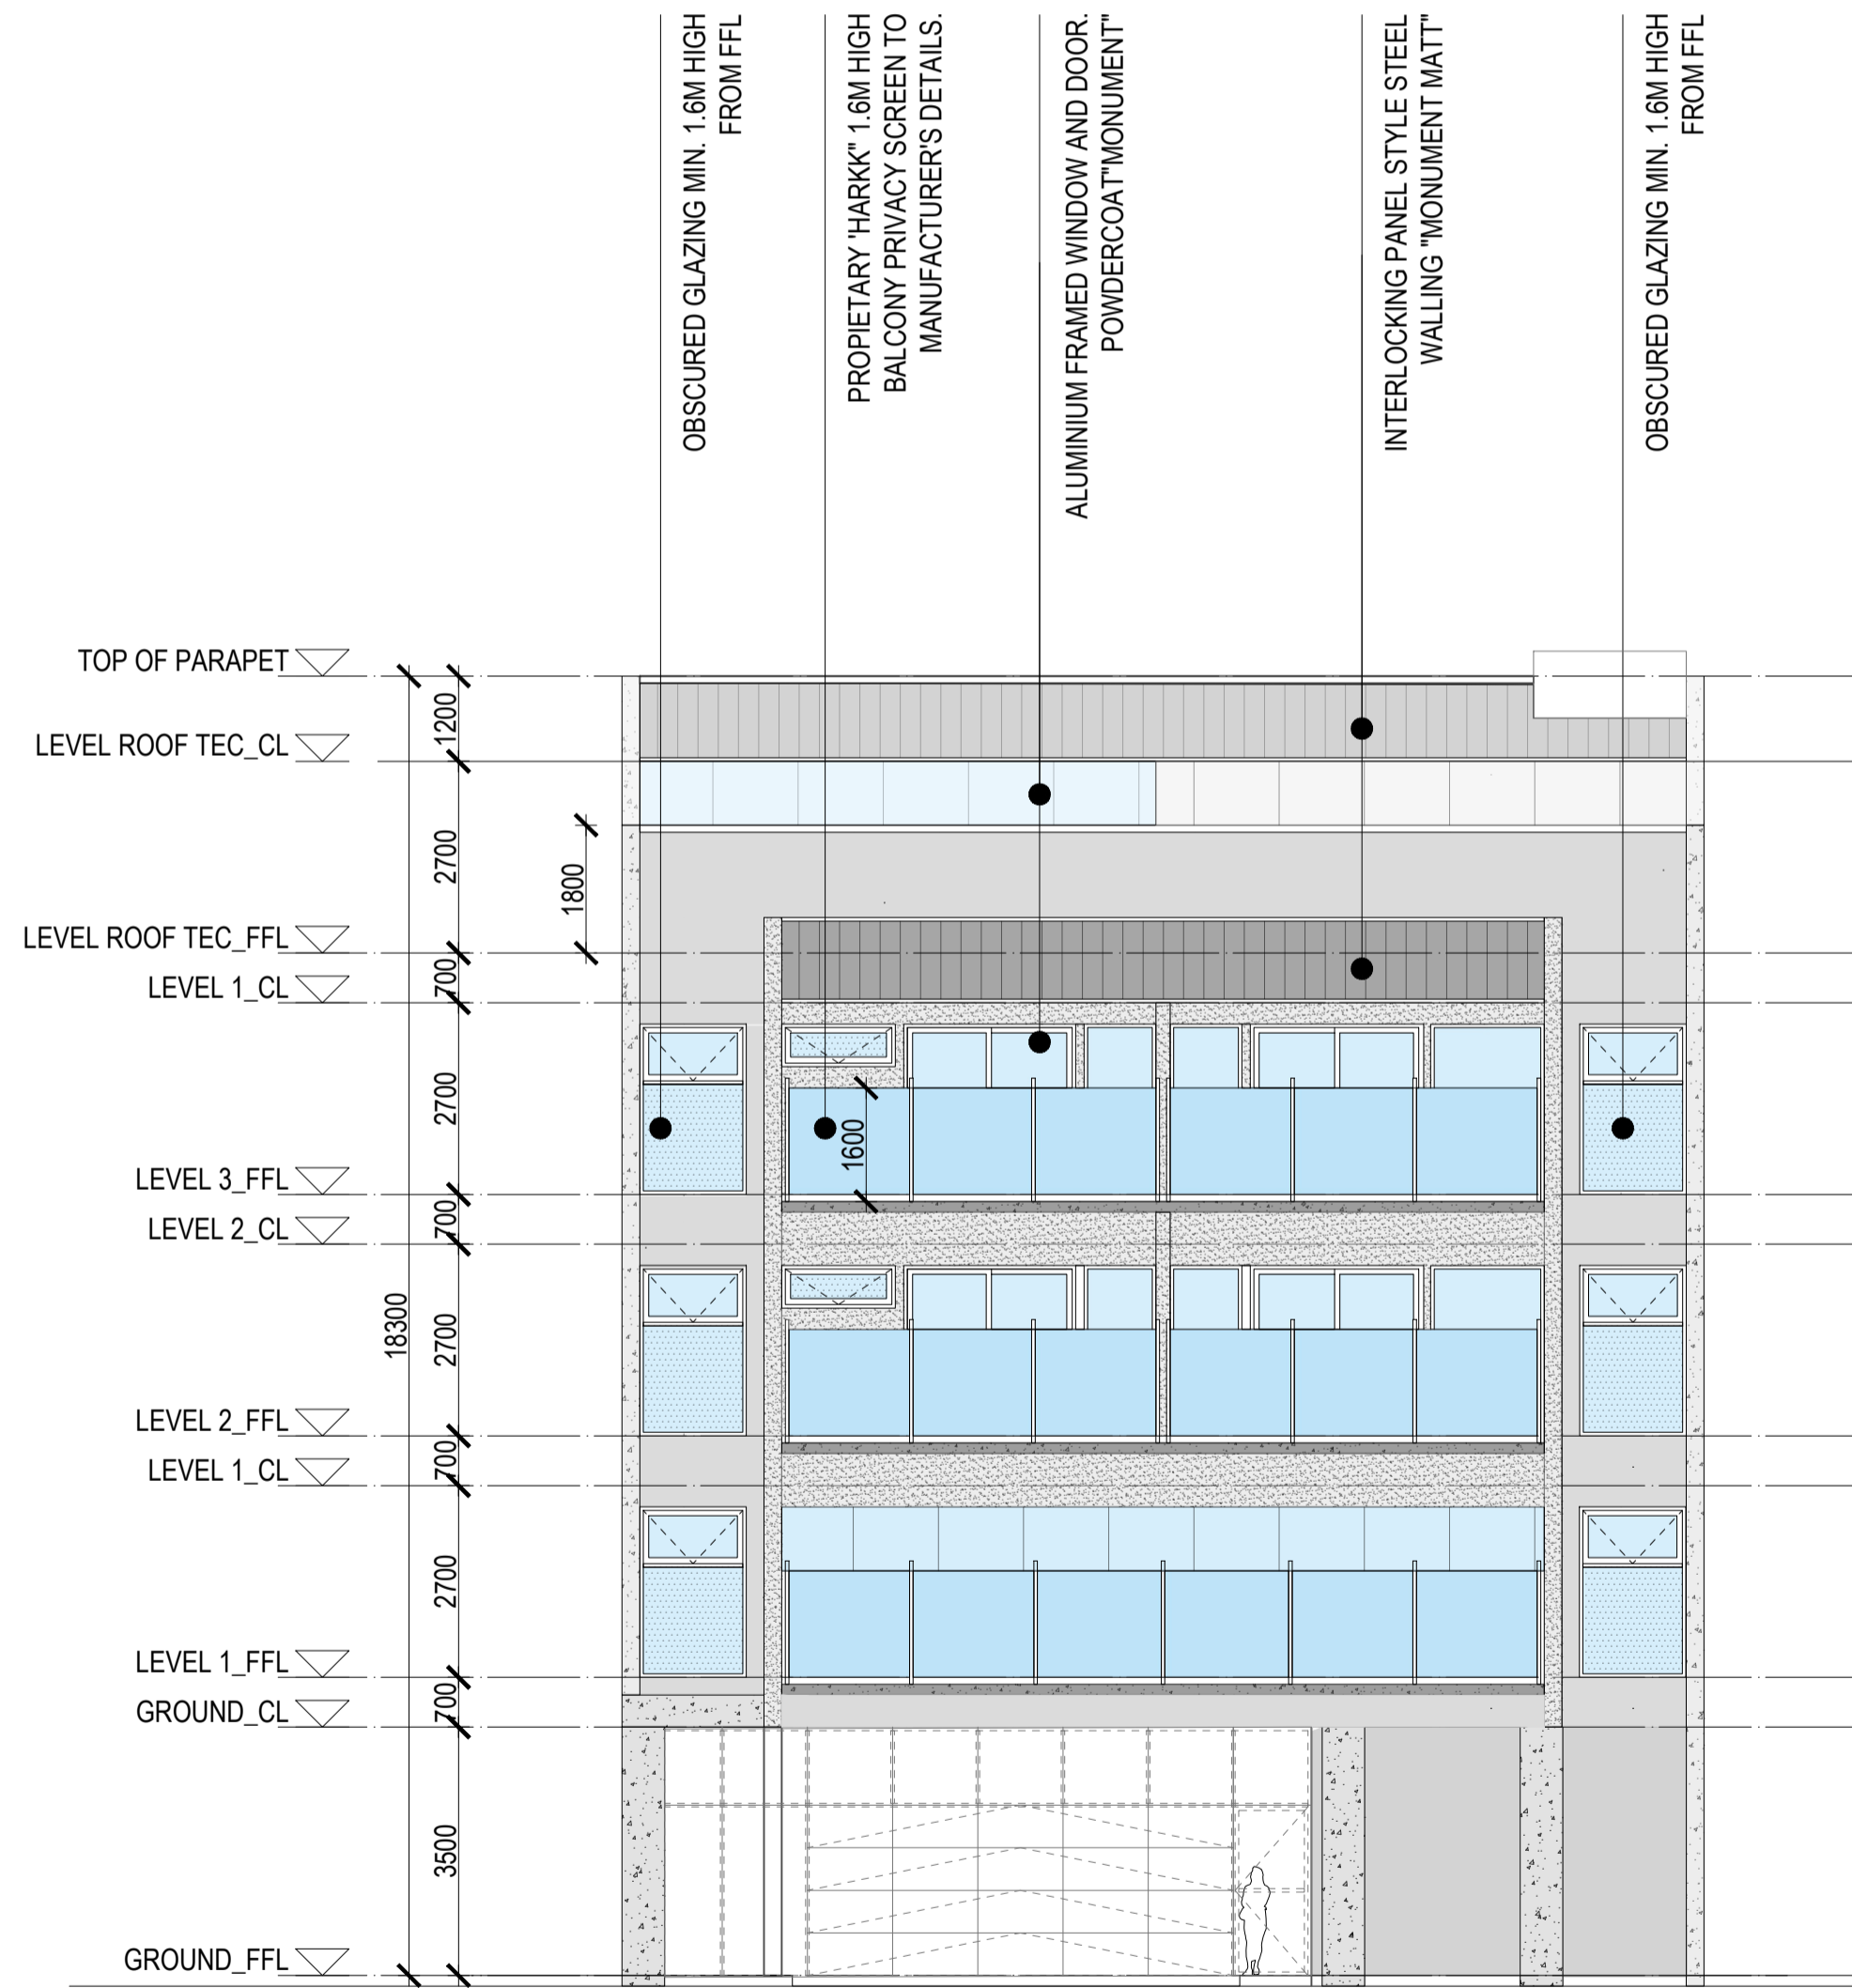 OBSCURED GLAZING MIN. 1.6M HIGH
FROM FFL
PROPIETARY 'HARKK" 1.6M HIGH
BALCONY PRIVACY SCREEN TO
MANUFACTURER'S DETAILS.
ALUMINIUM FRAMED WINDOW AND DOOR.
POWDERCOAT"MONUMENT"
INTERLOCKING PANEL STYLE STEEL
WALLING "MONUMENT MATT"
OBSCURED GLAZING MIN. 1.6M HIGH
FROM FFL
TOP OF PARAPET
1200
LEVEL ROOF TEC_CL
2700
1800
LEVEL ROOF TEC_FFL
700
LEVEL 1_CL
2700
1600
LEVEL 3_FFL
700
LEVEL 2_CL
18300
2700
LEVEL 2_FFL
700
LEVEL 1_CL
2700
LEVEL 1_FFL
700
GROUND_CL
3500
GROUND_FFL